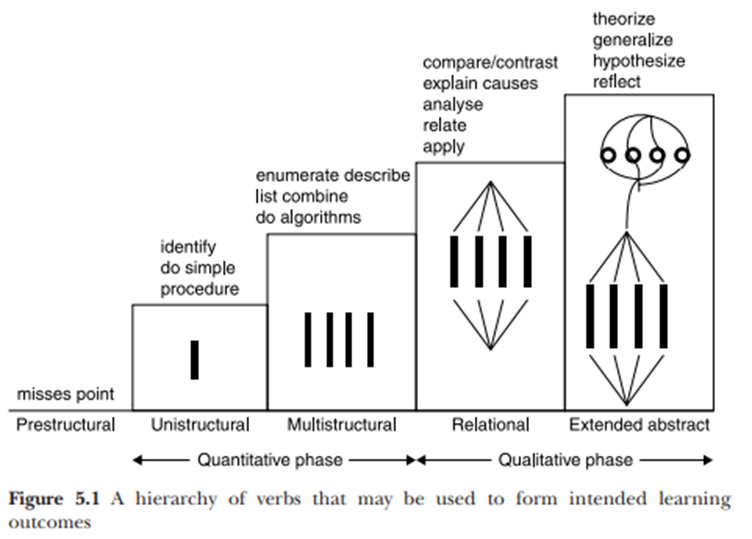 theorize
generalize
hypothesize
reflect
compare/contrast
explain causes
analyse
relate
apply
enumerate describe
list combine
do algorithms
identify
do simple
procedure
misses point
Prestructural
Unistructural
Multistructural
Relational
Extended abstract
Quantitative phase
Qualitative phase
Figure 5.1 A hierarchy of verbs that may be used to form intended learning
outcomes